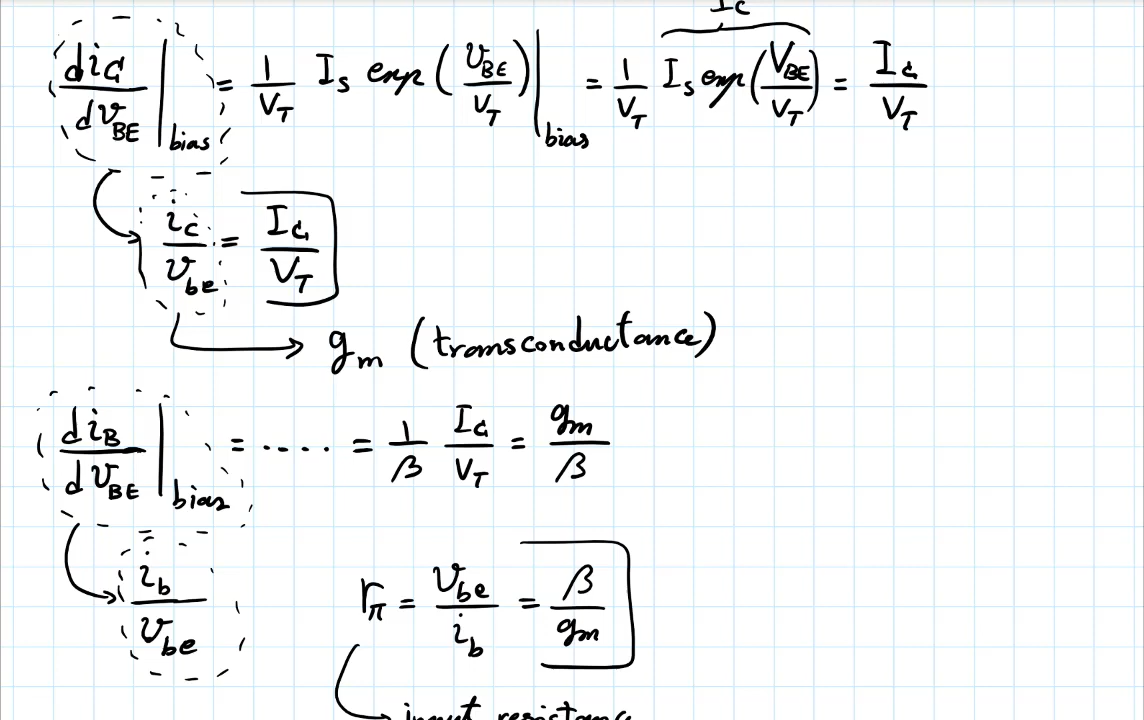 I_C
di_C/dv_BE |_bias = 1/V_T I_s exp(v_BE/V_T) |_bias = 1/V_T I_s exp(V_BE/V_T) = I_C/V_T
i_c/v_be = I_C/V_T
g_m (transconductance)
di_B/dv_BE |_bias = ..... = 1/β I_C/V_T = g_m/β
i_b/v_be r_π = v_be/i_b = β/g_m
input resistance